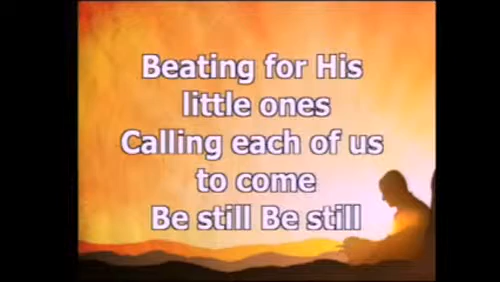 Beating for His
little ones
Calling each of us
to come
Be still Be still